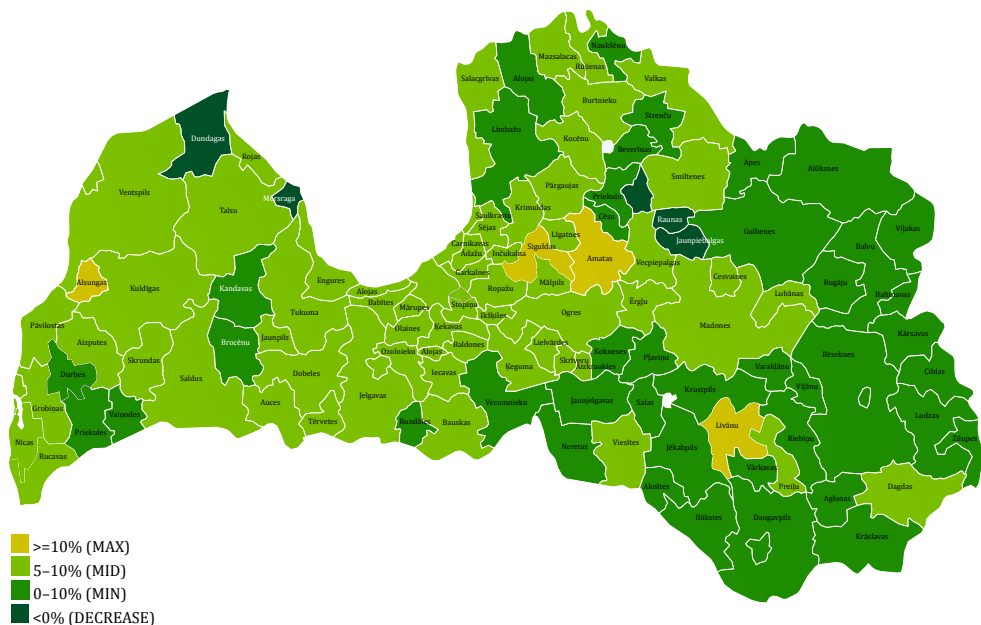 Naukšēnu
Mazsalacas
Rūjienas
Salacgrīvas
Alojas
Valkas
Burtnieku
Strenču
Limbažu
Dundagas
Kocēnu
Beverīnas
Rojas
Apes
Alūksnes
Smiltenes
Ventspils
Pārgaujas
Priekuļu
Mērsraga
Talsu
Krimuldas
Saulkrastu
Cēsu
Raunas
Sējas
Līgatnes
Gulbenes
Viļakas
Jaunpiebalgas
Carnikavas
Siguldas
Balvu
Ādažu
Inčukalna
Amatas
Vecpiepalgas
Garkalnes
Cesvaines
Alsungas
Engures
Mālpils
Rugāju
Kuldīgas
Kandavas
Ropažu
Alojas
Lubānas
Baltinavas
Babītes
Ērgļu
Mārupes
Stopiņu
Tukuma
Ikšķiles
Ogres
Pāvilostas
Olaines
Ķekavas
Madones
Kārsavas
Jaunpils
Aizputes
Brocēnu
Lielvārdes
Baldones
Ozolnieku
Alojas
Kokneses
Rēzeknes
Pļaviņu
Skrundas
Skrīveru
Ķeguma
Aizkraukles
Varakļānu
Ciblas
Durbes
Dobeles
Iecavas
Saldus
Viļānu
Krustpils
Jelgavas
Auces
Vecumnieku
Jaunjelgavas
Salas
Grobiņas
Vaiņodes
Ludzas
Tērvetes
Rundāles
Bauskas
Līvānu
Priekules
Riebiņu
Zilupes
Nīcas
Viesītes
Neretas
Jēkabpils
Rucavas
Vārkavas
Preiļu
Dagdas
Aknītes
Aglonas
Ilūkstes
Daugavpils
Krāslavas
>=10% (MAX)
5–10% (MID)
0–10% (MIN)
<0% (DECREASE)